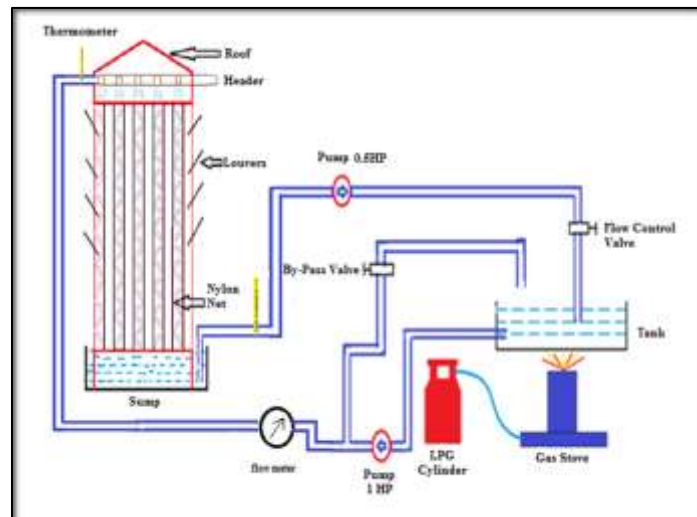 Thermometer
Roof
Header
Louvers
Pump 0.5HP
Flow Control
Valve
By-Pass Valve
Nylon
Net
Tank
Sump
flow meter
Pump
1 HP
LPG
Cylinder
Gas Stove